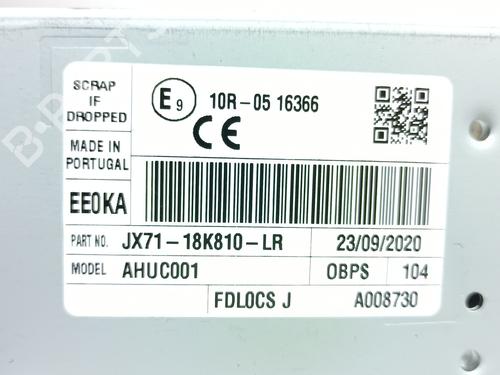 SCRAP
IF
DROPPED
E9 10R-05 16366
CE
MADE IN
PORTUGAL
EE0KA
PART NO. JX71-18K810-LR 23/09/2020
MODEL AHUC001 OBPS 104
FDLOCS J A008730